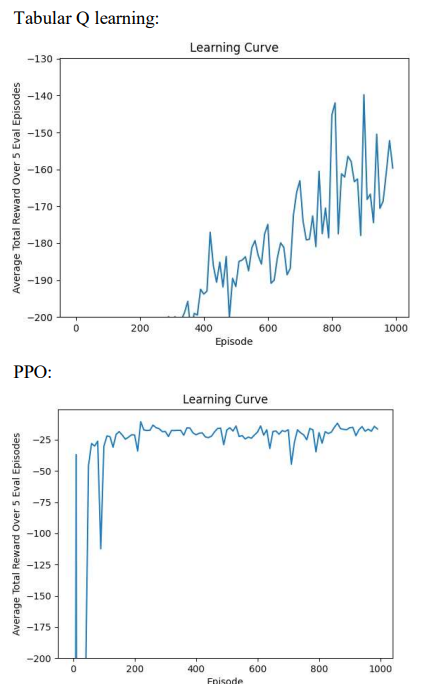 Tabular Q learning:
Learning Curve
Average Total Reward Over 5 Eval Episodes
−130
−140
−150
−160
−170
−180
−190
−200
0 200 400 600 800 1000
Episode
PPO:
Learning Curve
Average Total Reward Over 5 Eval Episodes
−25
−50
−75
−100
−125
−150
−175
−200
0 200 400 600 800 1000
Episode